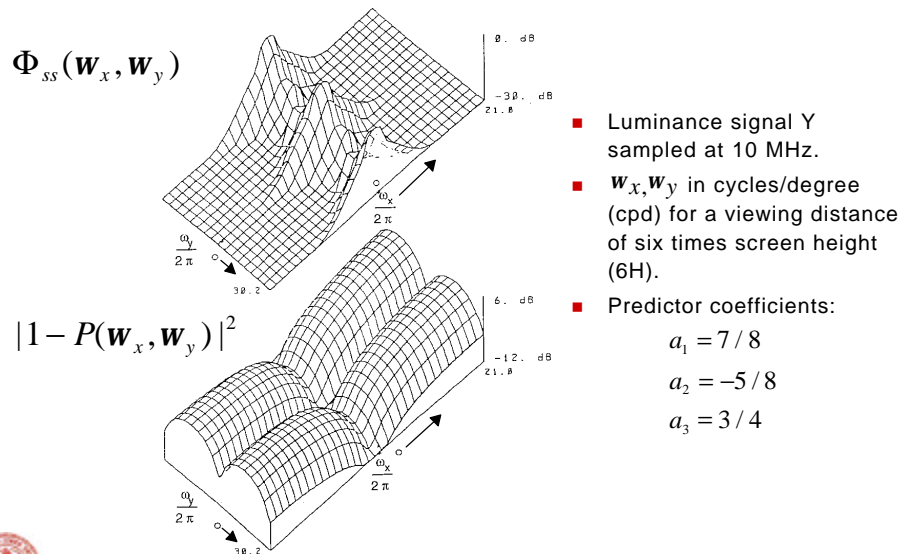 Φss(wx, wy)
0. dB
-30. dB
21.0
ωx
2π
ωy
2π
30.2
|1 − P(wx, wy)|²
6. dB
-12. dB
21.0
ωx
2π
ωy
2π
30.2
Luminance signal Y
sampled at 10 MHz.
wx,wy in cycles/degree
(cpd) for a viewing distance
of six times screen height
(6H).
Predictor coefficients:
a1 = 7 / 8
a2 = −5 / 8
a3 = 3 / 4